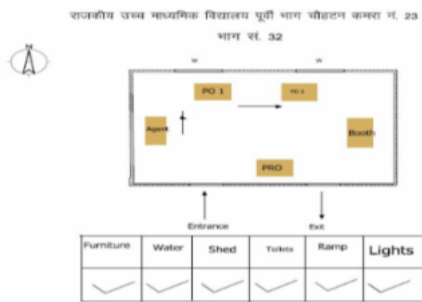 राजकीय उच्च माध्यमिक विद्यालय पूर्वी भाग चौहटन कमरा नं. 23
भाग सं. 32
N
W W
PO 1 PO 2
Agent Booth
PRO
Entrance Exit
Furniture Water Shed Toilets Ramp Lights